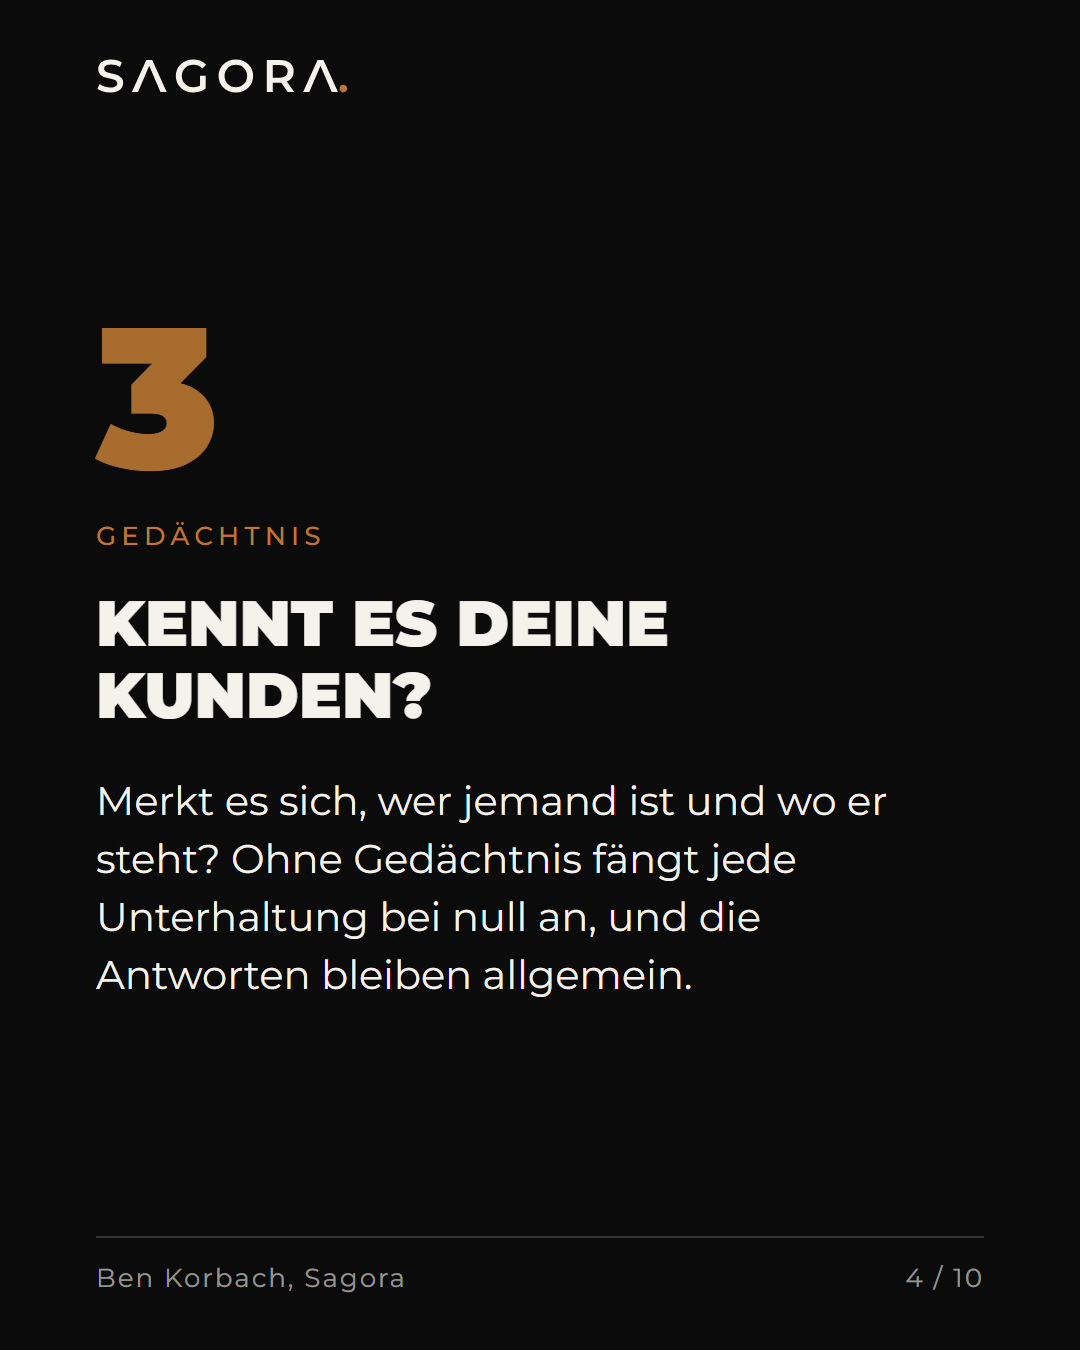 SAGORA.
3
GEDÄCHTNIS
KENNT ES DEINE
KUNDEN?
Merkt es sich, wer jemand ist und wo er
steht? Ohne Gedächtnis fängt jede
Unterhaltung bei null an, und die
Antworten bleiben allgemein.
Ben Korbach, Sagora
4 / 10